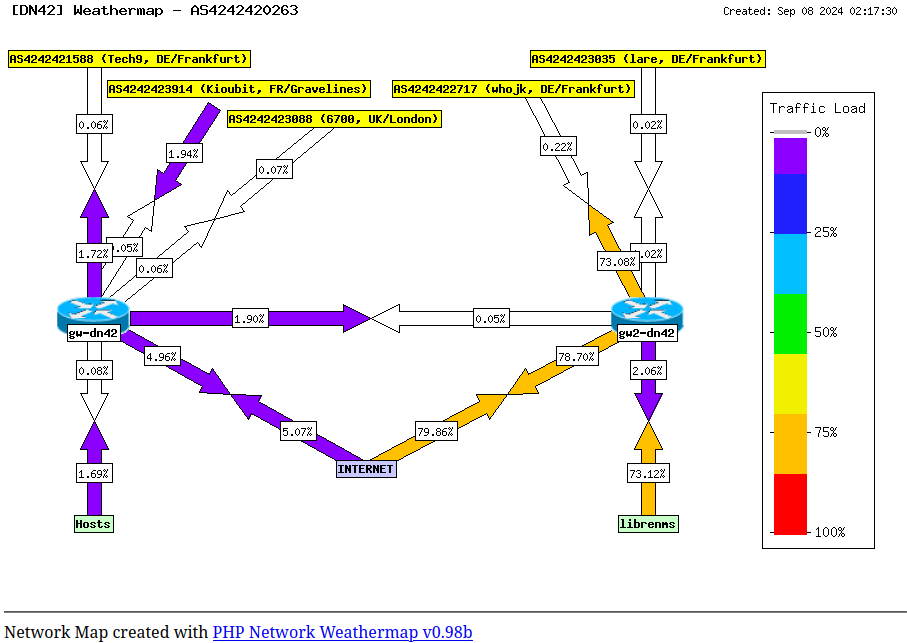 [DN42] Weathermap - AS4242420263
Created: Sep 08 2024 02:17:30
AS4242421588 (Tech9, DE/Frankfurt)
AS4242423035 (lare, DE/Frankfurt)
AS4242423914 (Kioubit, FR/Gravelines)
AS4242422717 (whojk, DE/Frankfurt)
AS4242423088 (6700, UK/London)
Traffic Load
0%
25%
50%
75%
100%
0.06%
1.94%
0.07%
0.22%
0.02%
1.72%
.05%
0.06%
73.08%
.02%
1.90%
0.05%
gw-dn42
gw2-dn42
0.08%
4.96%
78.70%
2.06%
5.07%
79.86%
1.69%
INTERNET
73.12%
Hosts
librenms
Network Map created with PHP Network Weathermap v0.98b